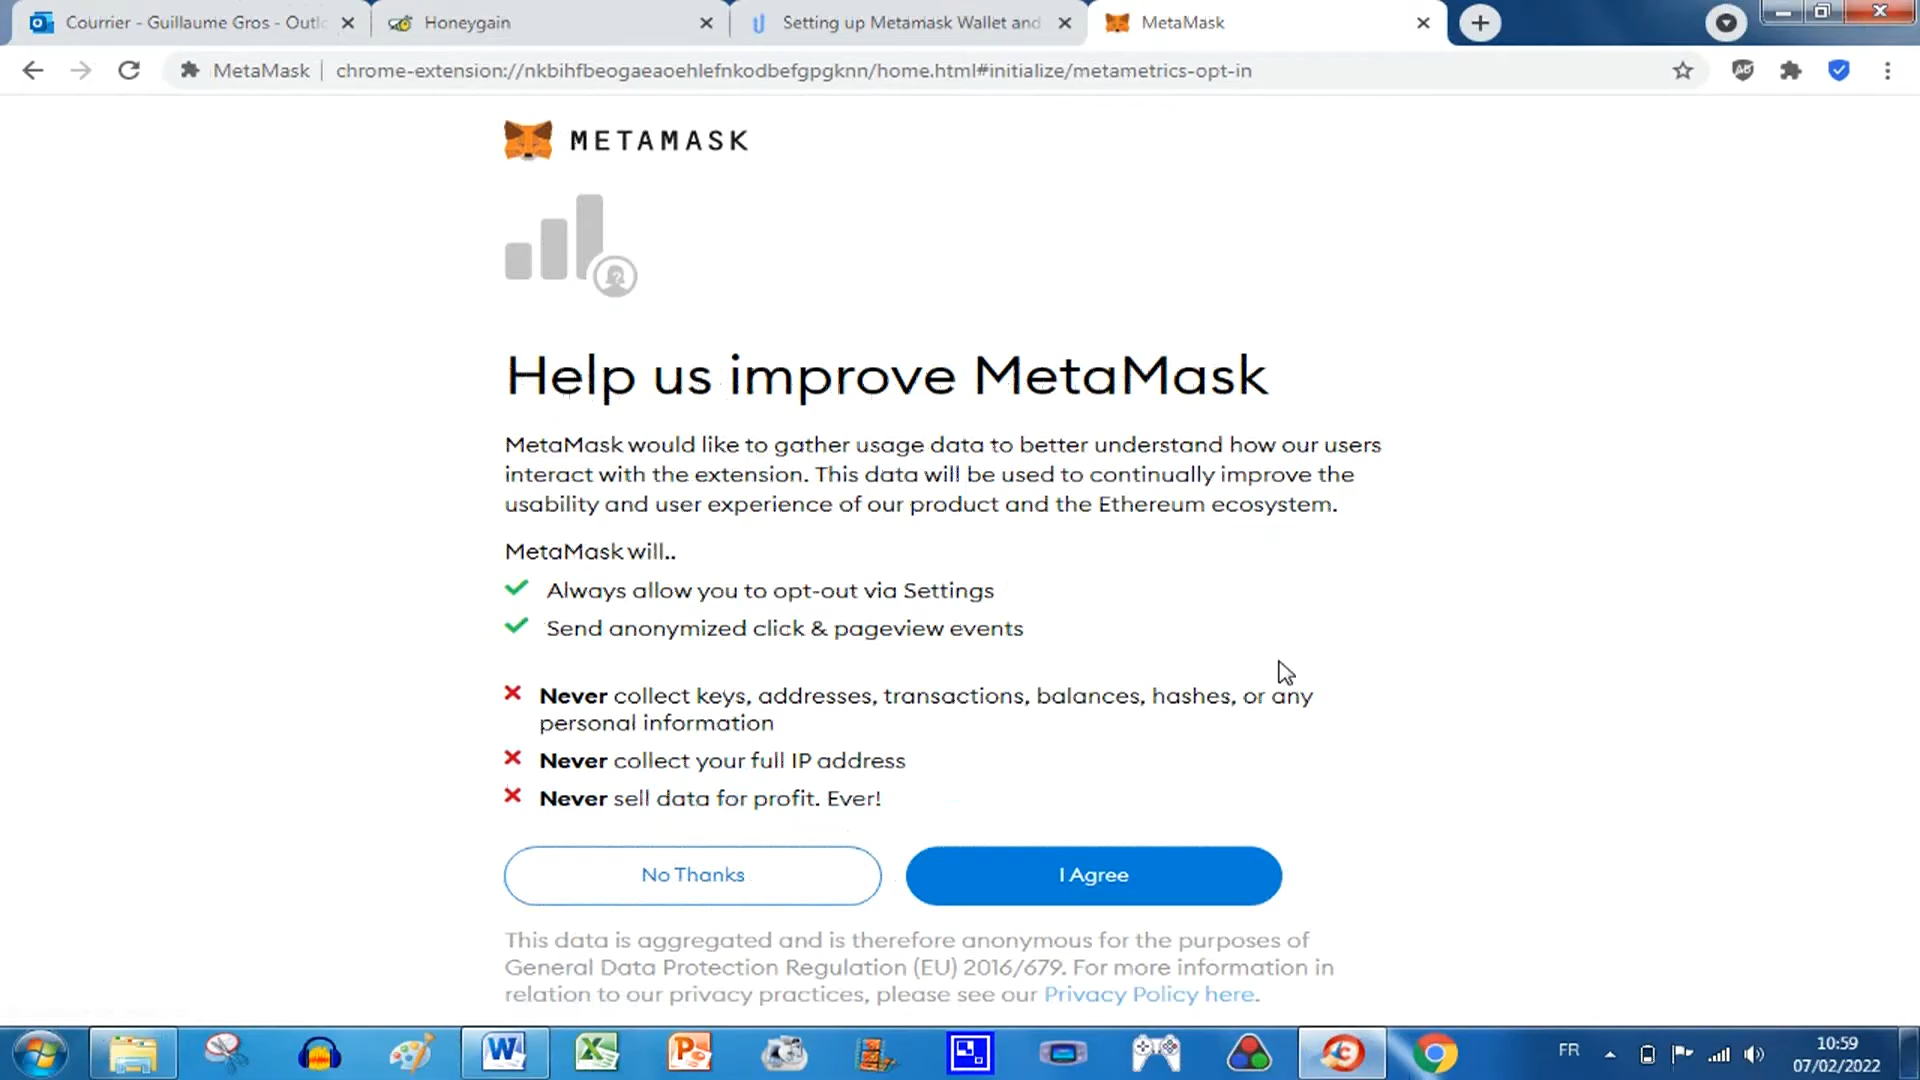 Courrier - Guillaume Gros - Outlo
Honeygain
Setting up Metamask Wallet and
MetaMask
MetaMask | chrome-extension://nkbihfbeogaeaoehlefnkodbefgpgknn/home.html#initialize/metametrics-opt-in
METAMASK
Help us improve MetaMask
MetaMask would like to gather usage data to better understand how our users
interact with the extension. This data will be used to continually improve the
usability and user experience of our product and the Ethereum ecosystem.
MetaMask will..
Always allow you to opt-out via Settings
Send anonymized click & pageview events
Never collect keys, addresses, transactions, balances, hashes, or any
personal information
Never collect your full IP address
Never sell data for profit. Ever!
No Thanks
I Agree
This data is aggregated and is therefore anonymous for the purposes of
General Data Protection Regulation (EU) 2016/679. For more information in
relation to our privacy practices, please see our Privacy Policy here.
FR
10:59
07/02/2022